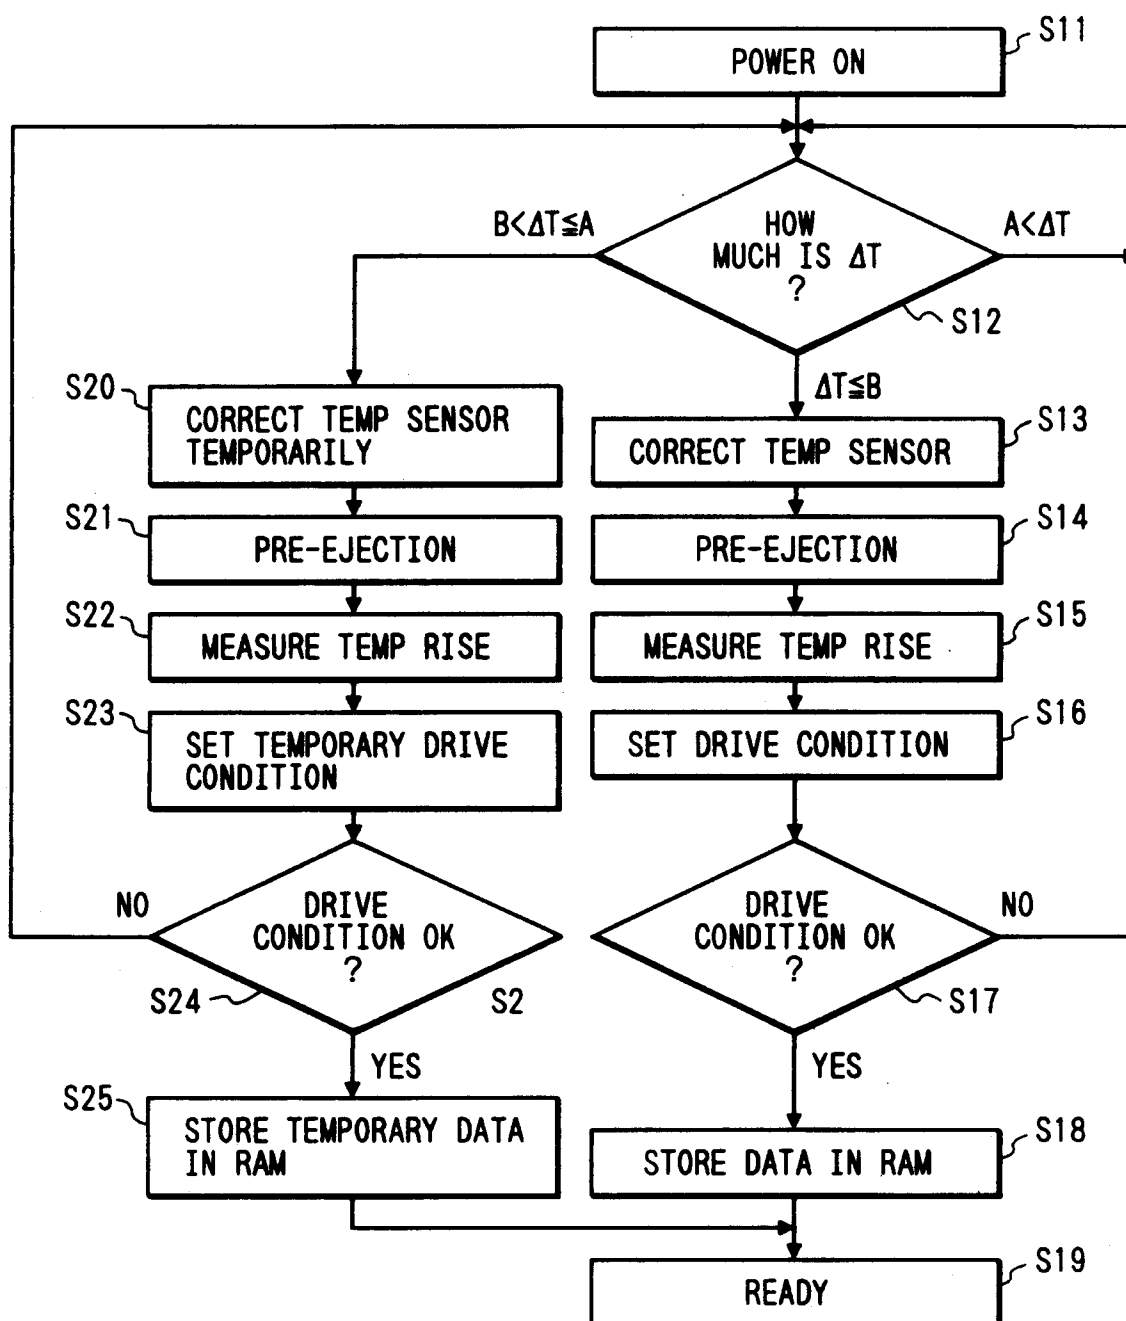 S11
POWER ON
B<ΔT≦A
HOW
MUCH IS ΔT
?
A<ΔT
S12
ΔT≦B
S20
CORRECT TEMP SENSOR
TEMPORARILY
S13
CORRECT TEMP SENSOR
S21
PRE-EJECTION
S14
PRE-EJECTION
S22
MEASURE TEMP RISE
S15
MEASURE TEMP RISE
S23
SET TEMPORARY DRIVE
CONDITION
S16
SET DRIVE CONDITION
NO
DRIVE
CONDITION OK
?
S24
S2
YES
DRIVE
CONDITION OK
?
NO
S17
YES
S25
STORE TEMPORARY DATA
IN RAM
S18
STORE DATA IN RAM
S19
READY